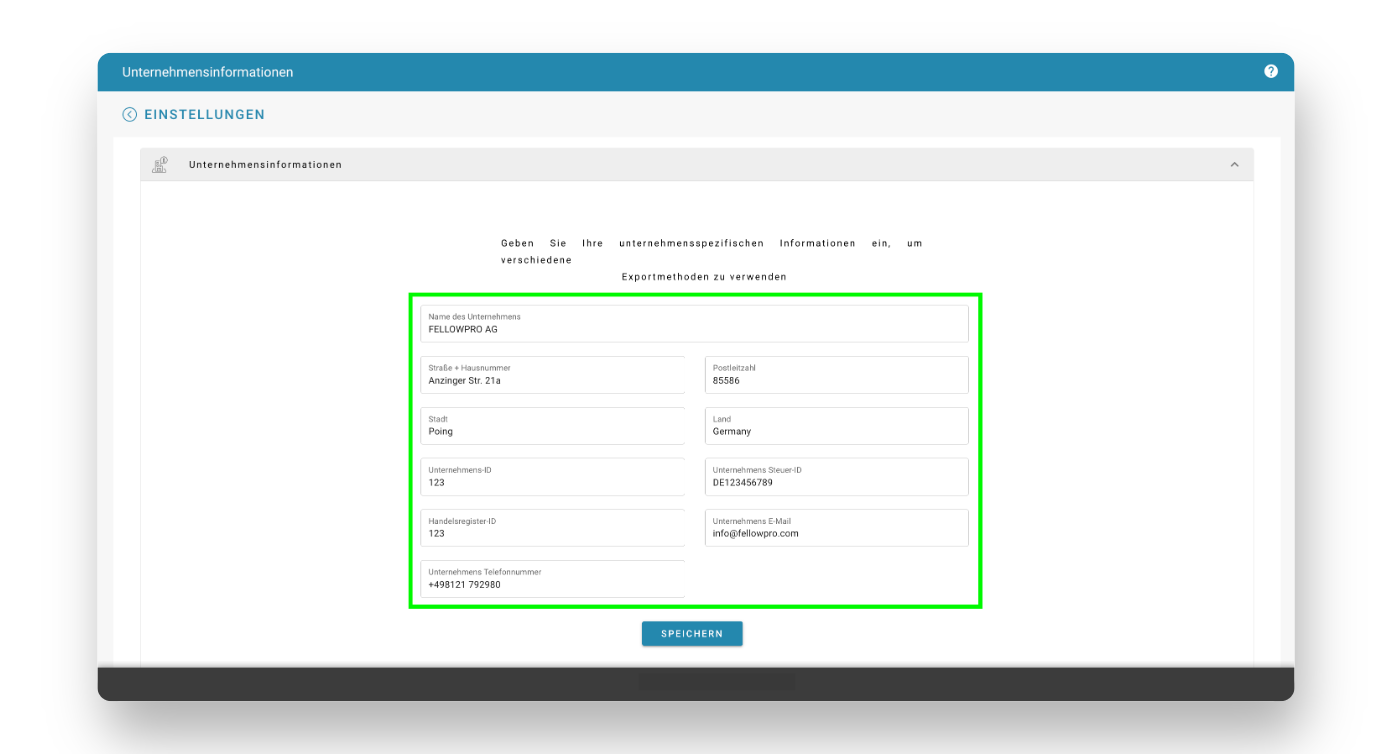 Unternehmensinformationen
EINSTELLUNGEN
Unternehmensinformationen
Geben Sie Ihre unternehmensspezifischen Informationen ein, um
verschiedene
Exportmethoden zu verwenden
Name des Unternehmens
FELLOWPRO AG
Straße + Hausnummer
Anzinger Str. 21a
Postleitzahl
85586
Stadt
Poing
Land
Germany
Unternehmens-ID
123
Unternehmens Steuer-ID
DE123456789
Handelsregister-ID
123
Unternehmens E-Mail
info@fellowpro.com
Unternehmens Telefonnummer
+498121 792980
SPEICHERN